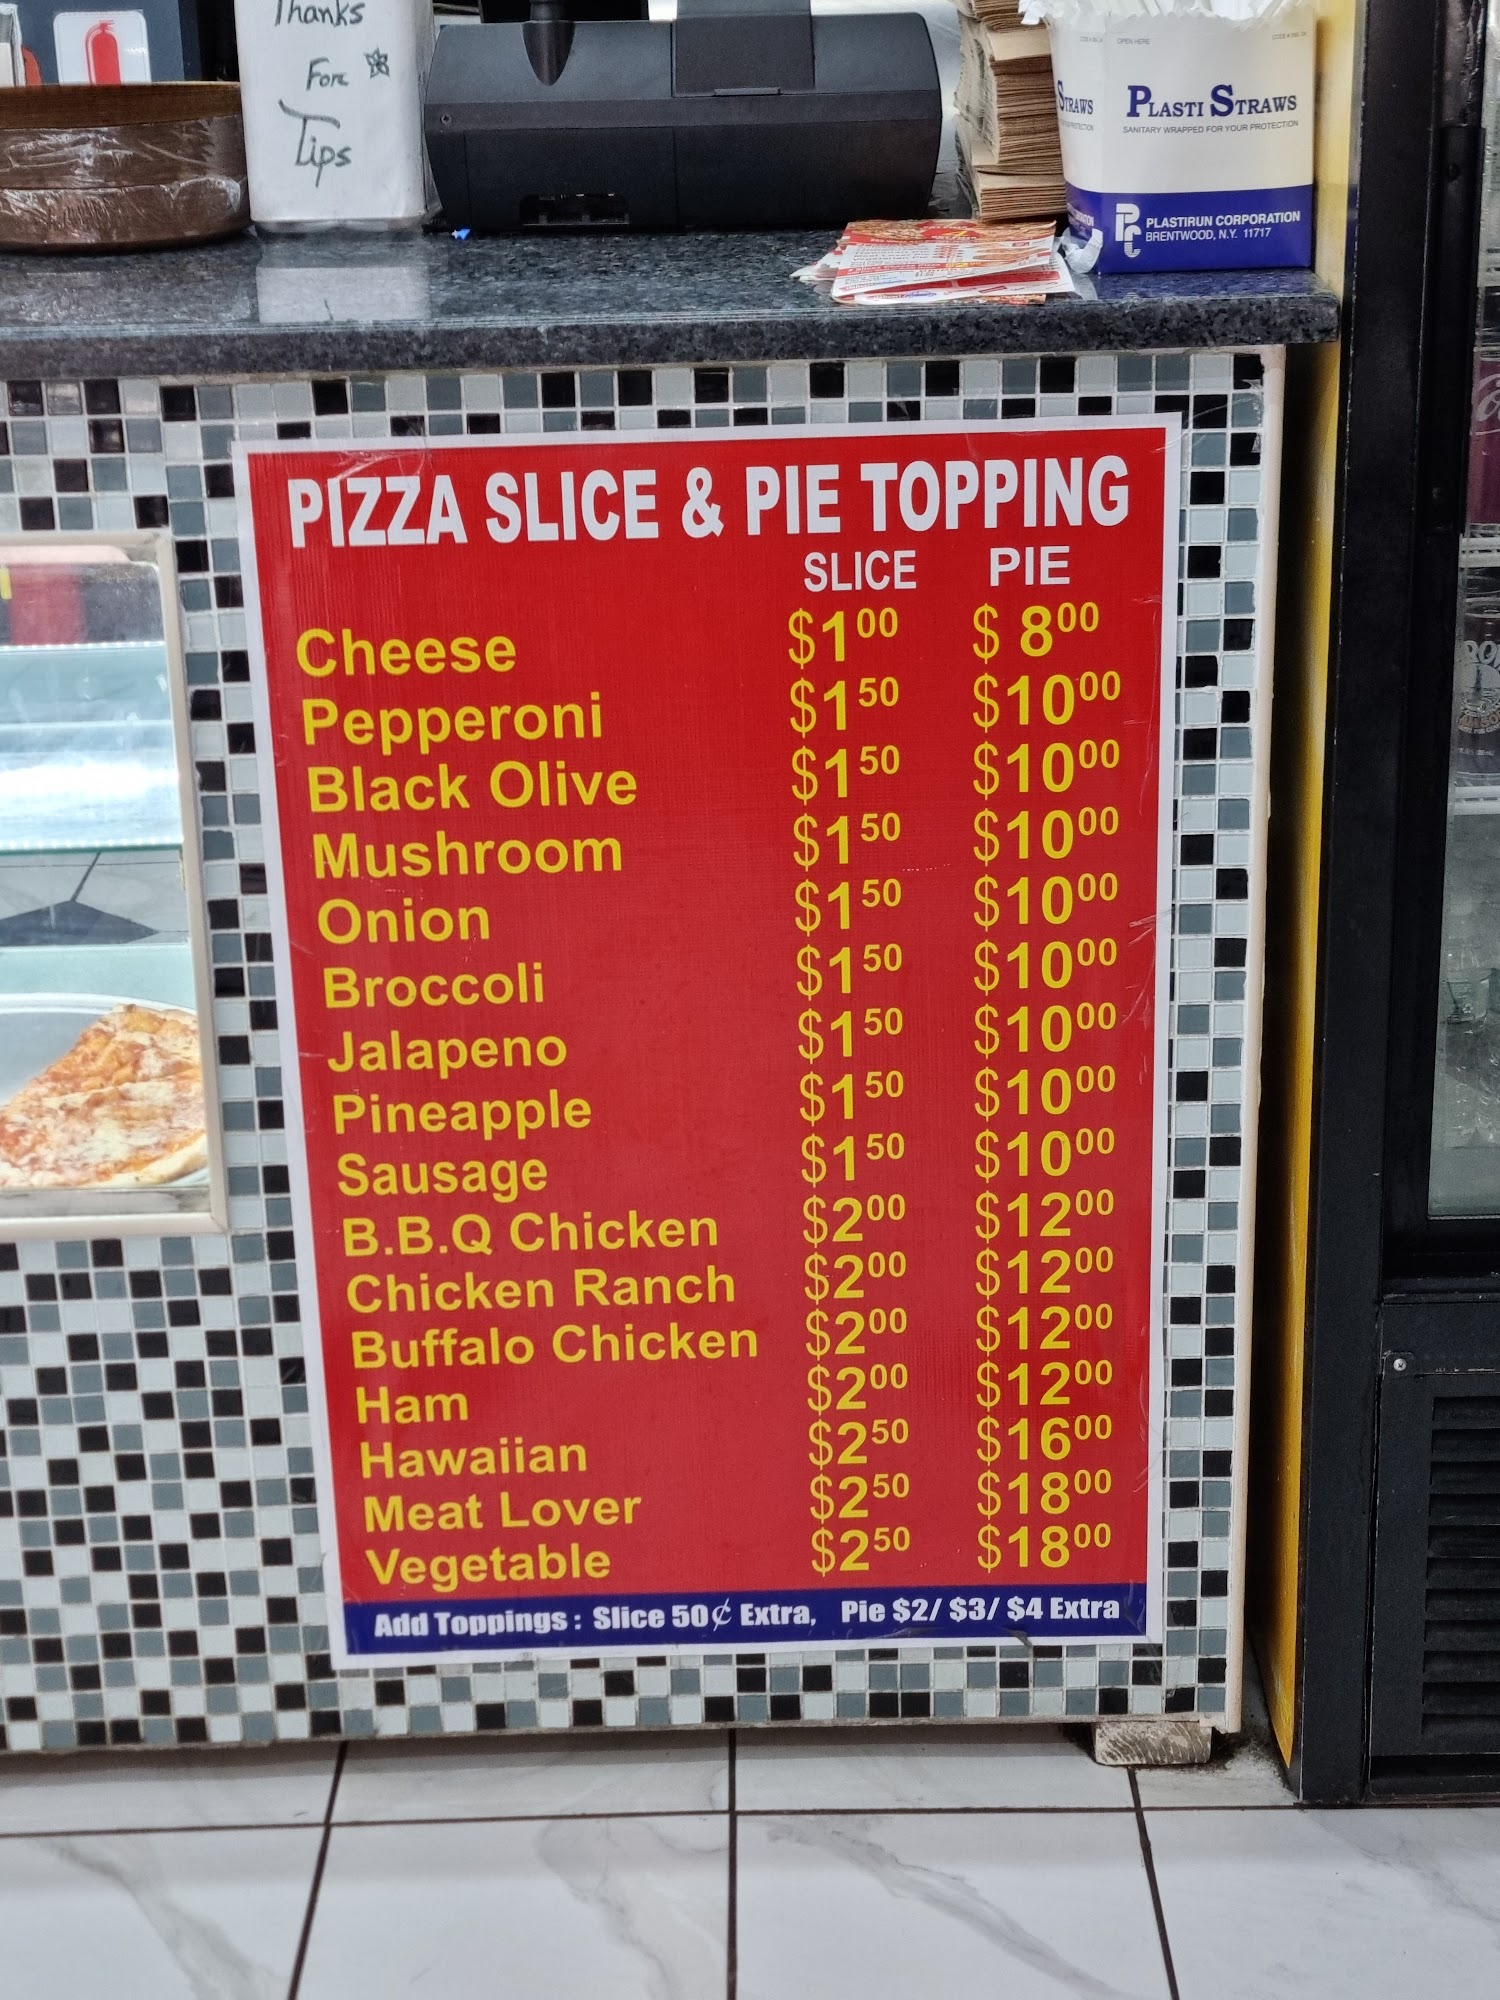 Thanks
For
Tips
OPEN HERE
STRAWS
PLASTI STRAWS
SANITARY WRAPPED FOR YOUR PROTECTION
PLASTIRUN CORPORATION
BRENTWOOD, N.Y. 11717
PIZZA SLICE & PIE TOPPING
SLICE PIE
Cheese $1 00 $ 8 00
Pepperoni $1 50 $10 00
Black Olive $1 50 $10 00
Mushroom $1 50 $10 00
Onion $1 50 $10 00
Broccoli $1 50 $10 00
Jalapeno $1 50 $10 00
Pineapple $1 50 $10 00
Sausage $1 50 $10 00
B.B.Q Chicken $2 00 $12 00
Chicken Ranch $2 00 $12 00
Buffalo Chicken $2 00 $12 00
Ham $2 00 $12 00
Hawaiian $2 50 $16 00
Meat Lover $2 50 $18 00
Vegetable $2 50 $18 00
Add Toppings : Slice 50¢ Extra, Pie $2/ $3/ $4 Extra